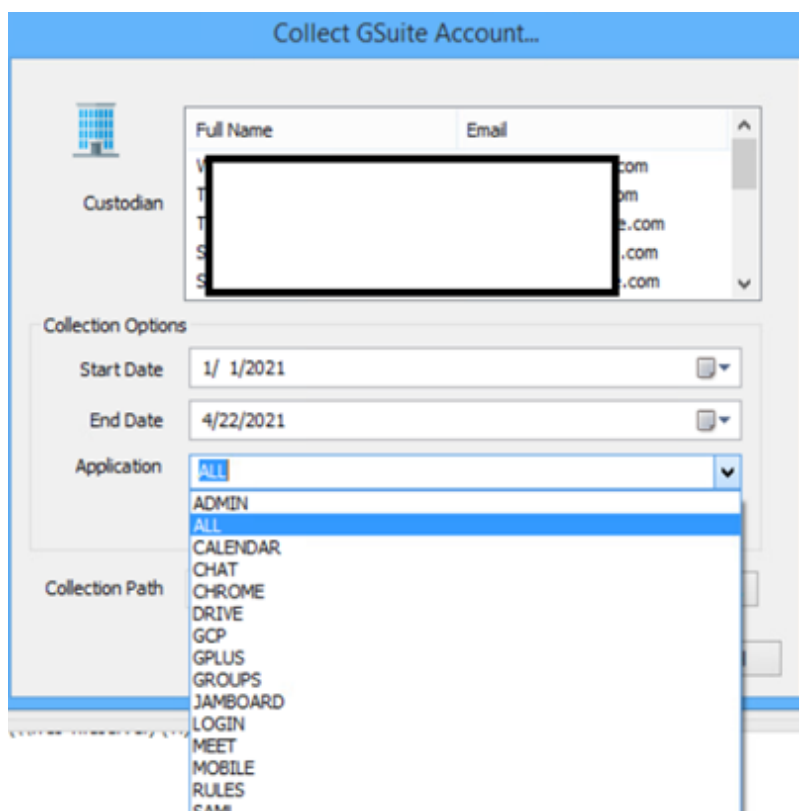 Collect GSuite Account...
Full Name Email
Custodian
.com
e.com
.com
.com
Collection Options
Start Date 1/ 1/2021
End Date 4/22/2021
Application ALL
ADMIN
ALL
CALENDAR
CHAT
CHROME
DRIVE
GCP
Collection Path
GPLUS
GROUPS
JAMBOARD
LOGIN
MEET
MOBILE
RULES
SAML